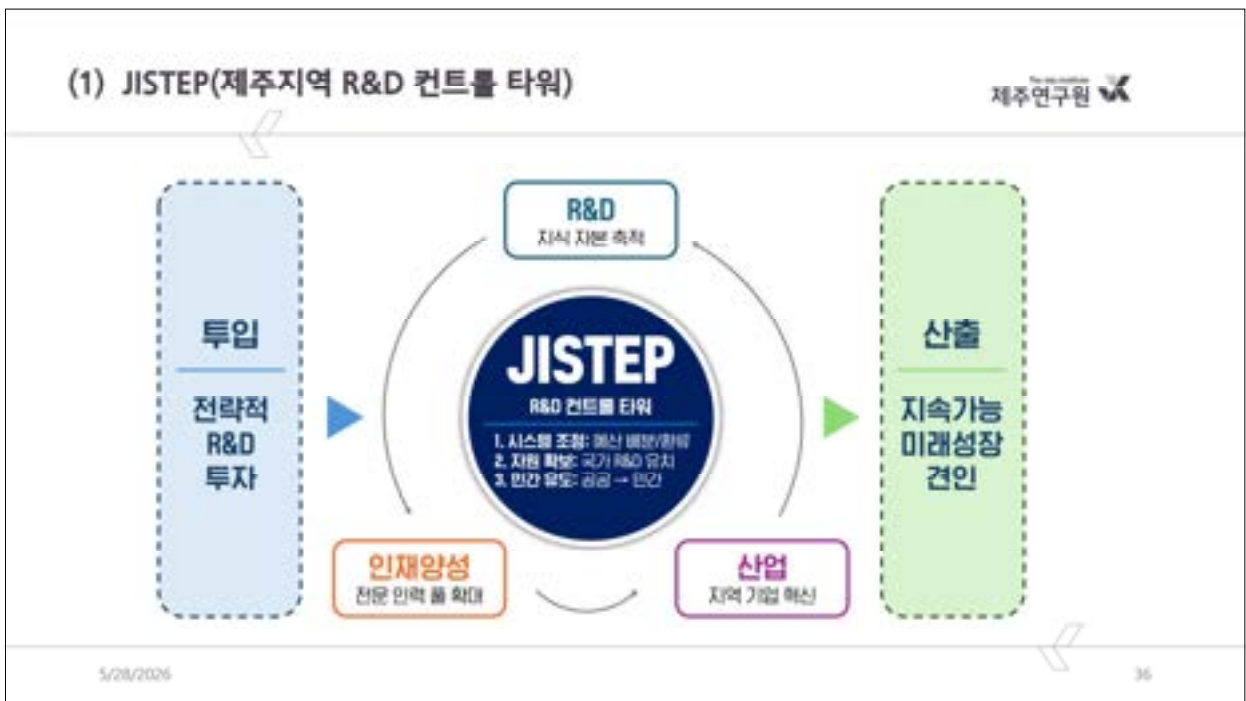 (1) JISTEP(제주지역 R&D 컨트롤 타워)
제주연구원
투입
전략적
R&D
투자
R&D
지식 자본 축적
JISTEP
R&D 컨트롤 타워
1. 시스템 조정: 예산 배분/환류
2. 자원 확보: 국가 R&D 유치
3. 민간 유도: 공공 → 민간
인재양성
전문 인력 풀 확대
산업
지역 기업 혁신
산출
지속가능
미래성장
견인
5/28/2026
36